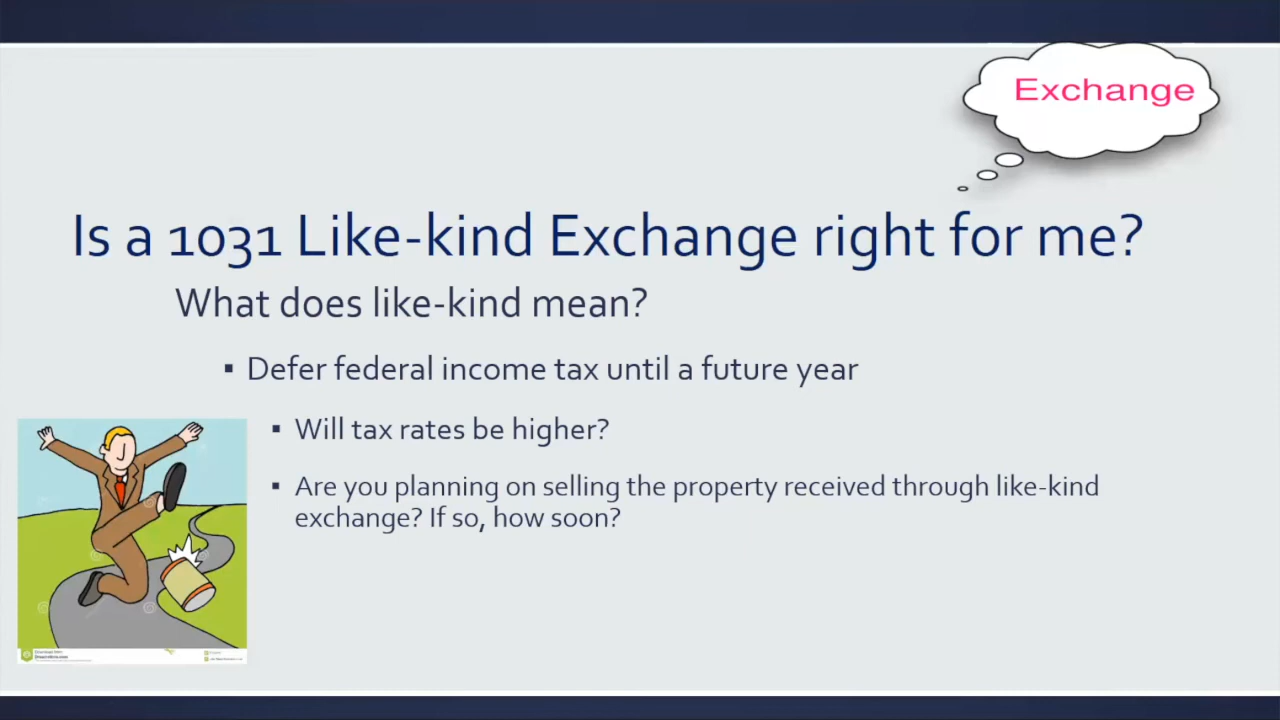 Exchange
Is a 1031 Like-kind Exchange right for me?
What does like-kind mean?
▪ Defer federal income tax until a future year
▪ Will tax rates be higher?
▪ Are you planning on selling the property received through like-kind
exchange? If so, how soon?